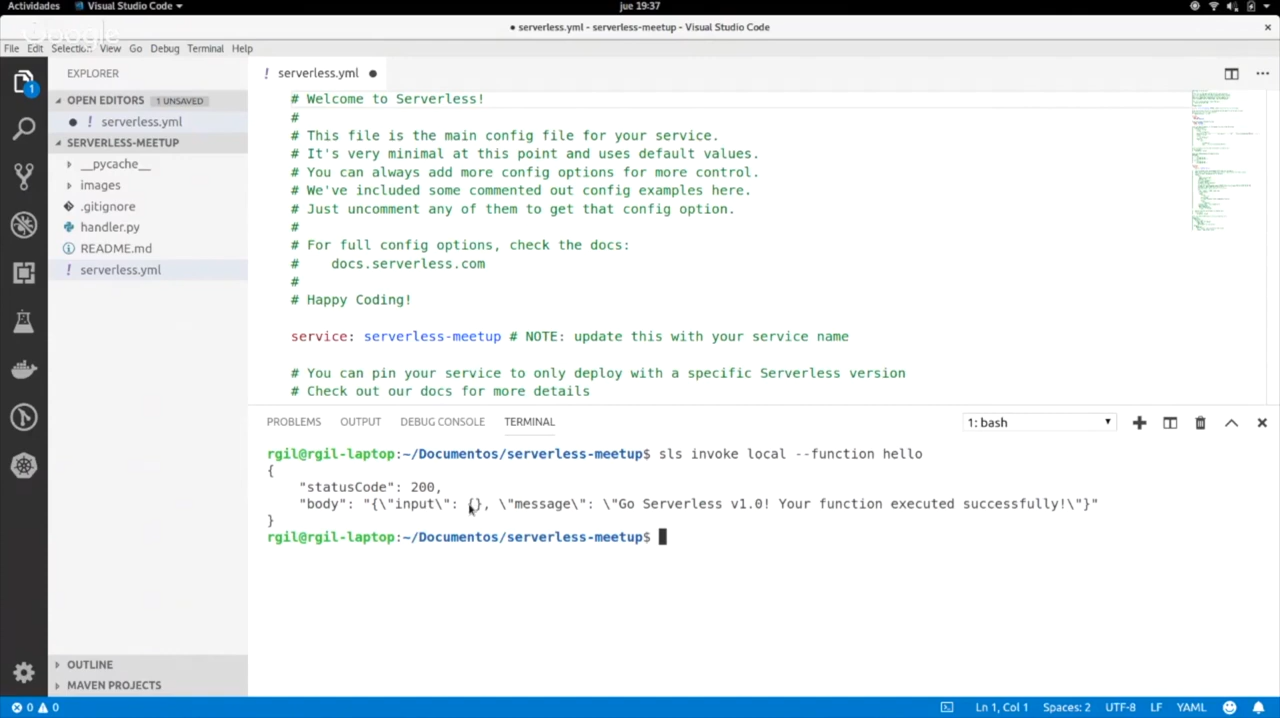 Actividades
Visual Studio Code
jue 19:37
● serverless.yml - serverless-meetup - Visual Studio Code
Google
File Edit Selection View Go Debug Terminal Help
1
EXPLORER
OPEN EDITORS 1 UNSAVED
! serverless.yml
SERVERLESS-MEETUP
__pycache__
images
.gitignore
handler.py
README.md
! serverless.yml
OUTLINE
MAVEN PROJECTS
! serverless.yml ●
# Welcome to Serverless!
#
# This file is the main config file for your service.
# It's very minimal at this point and uses default values.
# You can always add more config options for more control.
# We've included some commented out config examples here.
# Just uncomment any of them to get that config option.
#
# For full config options, check the docs:
#    docs.serverless.com
#
# Happy Coding!
service: serverless-meetup # NOTE: update this with your service name
# You can pin your service to only deploy with a specific Serverless version
# Check out our docs for more details
PROBLEMS OUTPUT DEBUG CONSOLE TERMINAL
1: bash
rgil@rgil-laptop:~/Documentos/serverless-meetup$ sls invoke local --function hello
{
    "statusCode": 200,
    "body": "{\"input\": {}, \"message\": \"Go Serverless v1.0! Your function executed successfully!\"}"
}
rgil@rgil-laptop:~/Documentos/serverless-meetup$
0 0
Ln 1, Col 1 Spaces: 2 UTF-8 LF YAML